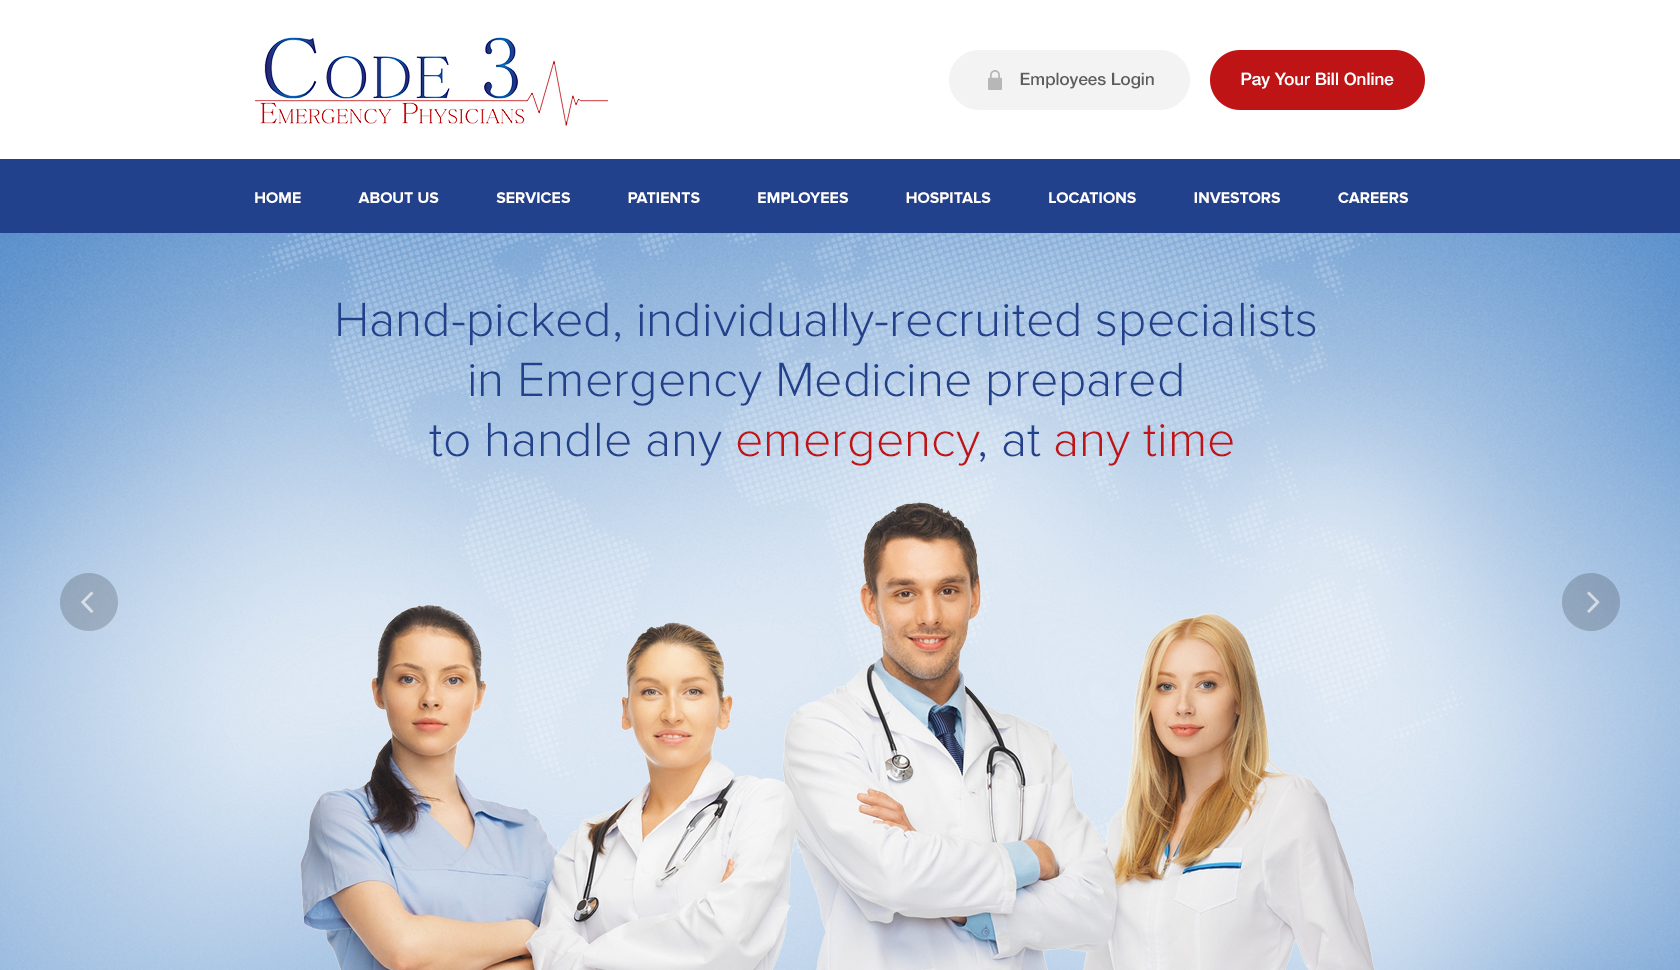 CODE 3
EMERGENCY PHYSICIANS
Employees Login
Pay Your Bill Online
HOME ABOUT US SERVICES PATIENTS EMPLOYEES HOSPITALS LOCATIONS INVESTORS CAREERS
Hand-picked, individually-recruited specialists
in Emergency Medicine prepared
to handle any emergency, at any time